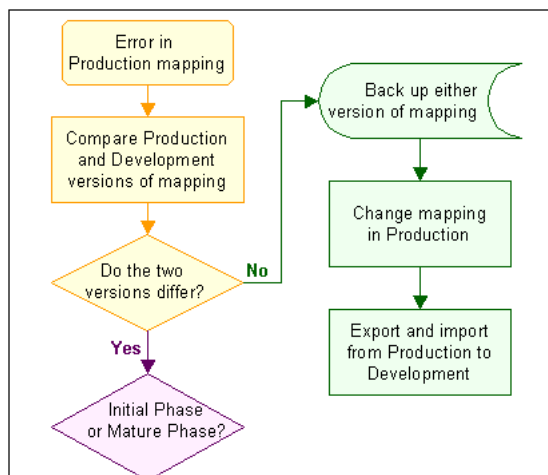 Error in
Production mapping
Compare Production
and Development
versions of mapping
Do the two
versions differ?
No
Yes
Initial Phase
or Mature Phase?
Back up either
version of mapping
Change mapping
in Production
Export and import
from Production to
Development